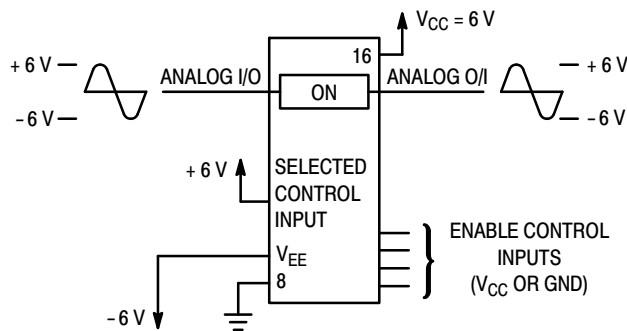 V_CC = 6 V
16
+ 6 V
– 6 V
ANALOG I/O
ON
ANALOG O/I
+ 6 V
– 6 V
+ 6 V
SELECTED
CONTROL
INPUT
V_EE
8
– 6 V
ENABLE CONTROL
INPUTS
(V_CC OR GND)